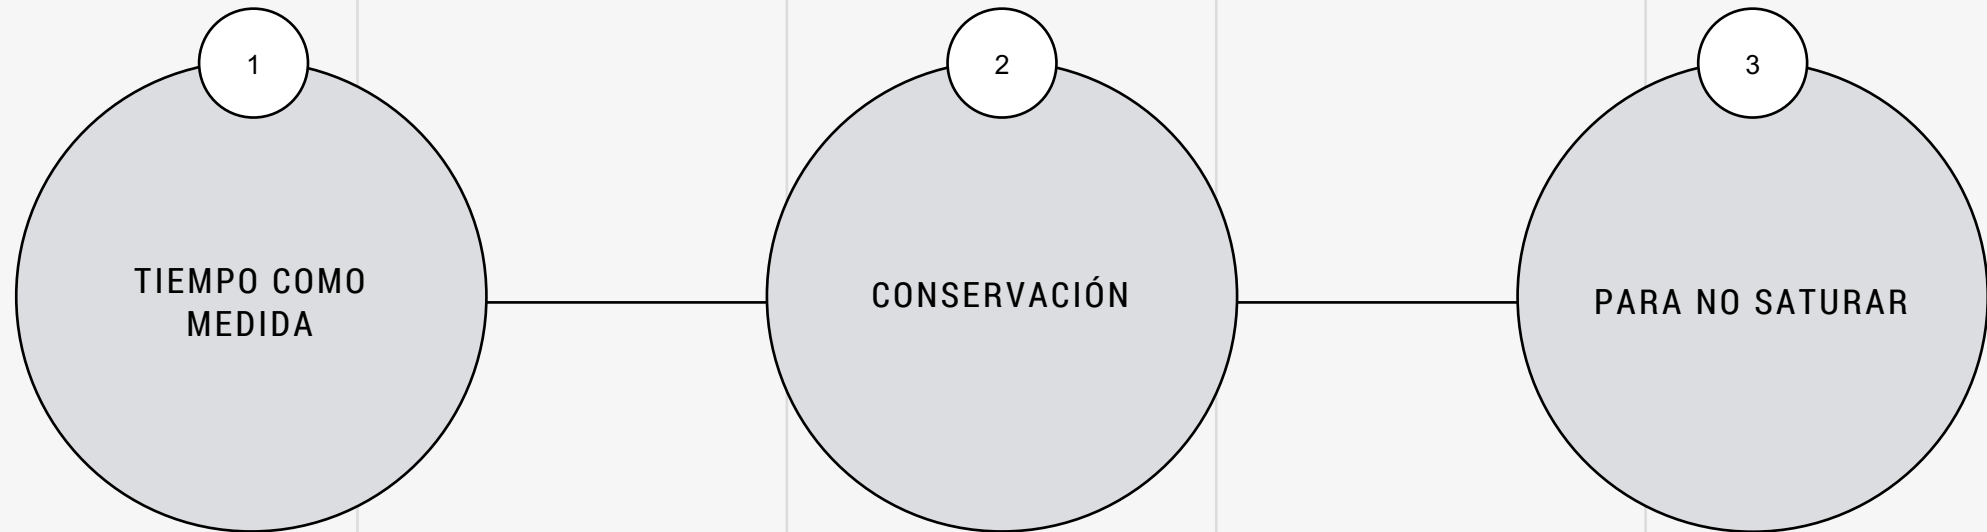 1
TIEMPO COMO
MEDIDA
2
CONSERVACIÓN
3
PARA NO SATURAR